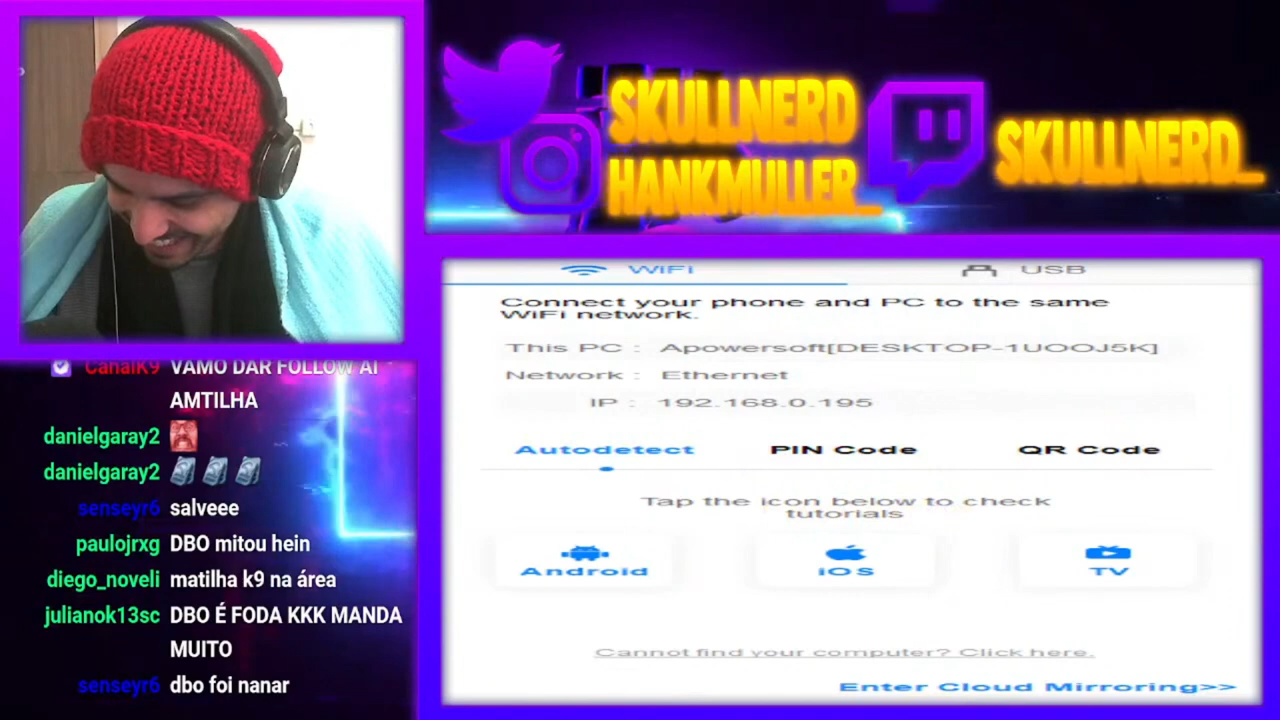 SKULLNERD
HANKMULLER_
SKULLNERD_
CanalK9 VAMO DAR FOLLOW AI
AMTILHA
danielgaray2
danielgaray2
senseyr6 salveee
paulojrxg DBO mitou hein
diego_noveli matilha k9 na área
julianok13sc DBO É FODA KKK MANDA
MUITO
senseyr6 dbo foi nanar
WiFi USB
Connect your phone and PC to the same
WiFi network.
This PC : Apowersoft[DESKTOP-1UOOJ5K]
Network : Ethernet
IP : 192.168.0.195
Autodetect PIN Code QR Code
Tap the icon below to check
tutorials
Android iOS TV
Cannot find your computer? Click here.
Enter Cloud Mirroring>>